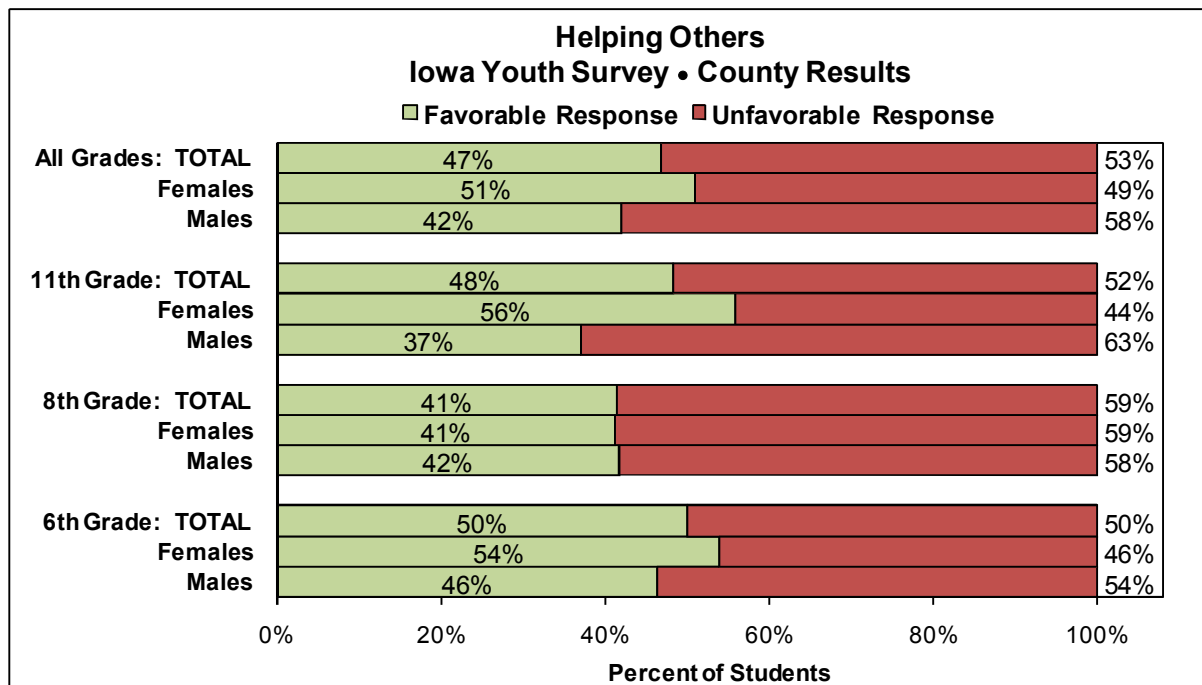 Helping Others
Iowa Youth Survey • County Results
Favorable Response Unfavorable Response
All Grades: TOTAL 47% 53%
Females 51% 49%
Males 42% 58%
11th Grade: TOTAL 48% 52%
Females 56% 44%
Males 37% 63%
8th Grade: TOTAL 41% 59%
Females 41% 59%
Males 42% 58%
6th Grade: TOTAL 50% 50%
Females 54% 46%
Males 46% 54%
0% 20% 40% 60% 80% 100%
Percent of Students